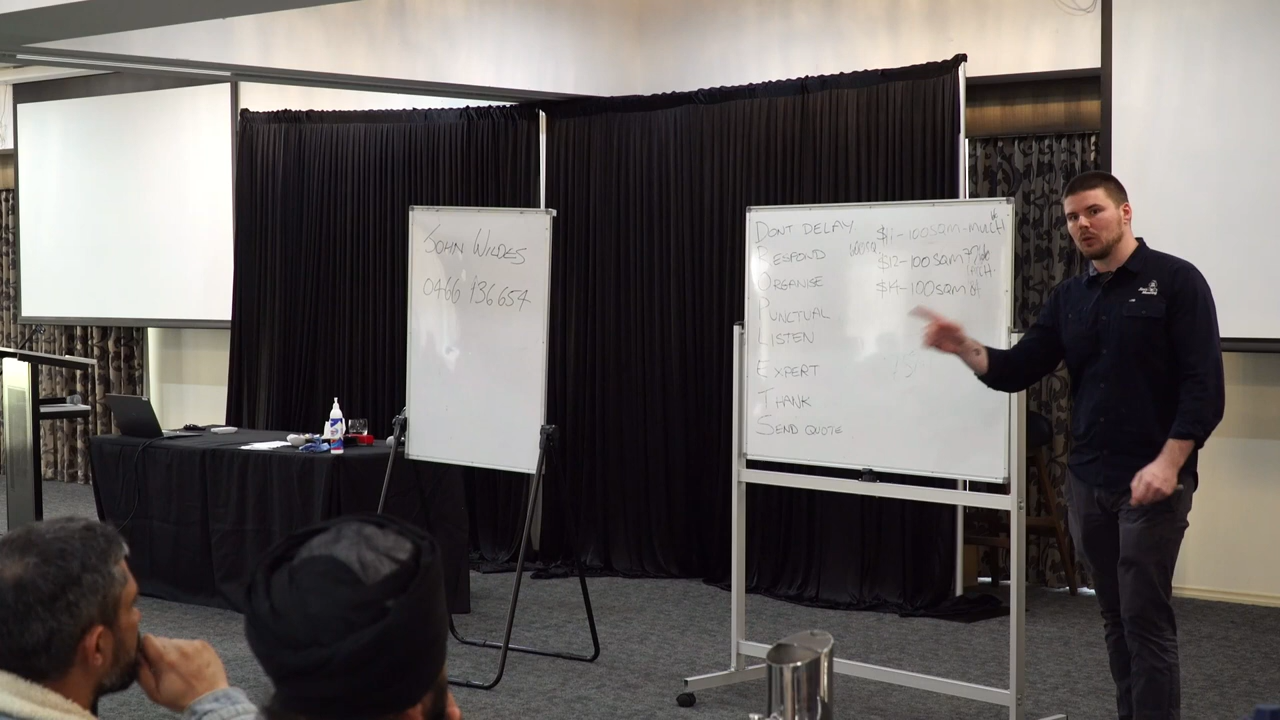 JOHN WILDES
0466 136 654
DONT DELAY
RESPOND
ORGANISE
PUNCTUAL
LISTEN
EXPERT
THANK
SEND QUOTE
$11-100sqm-mulch
$12-100sqm
$14-100sqm